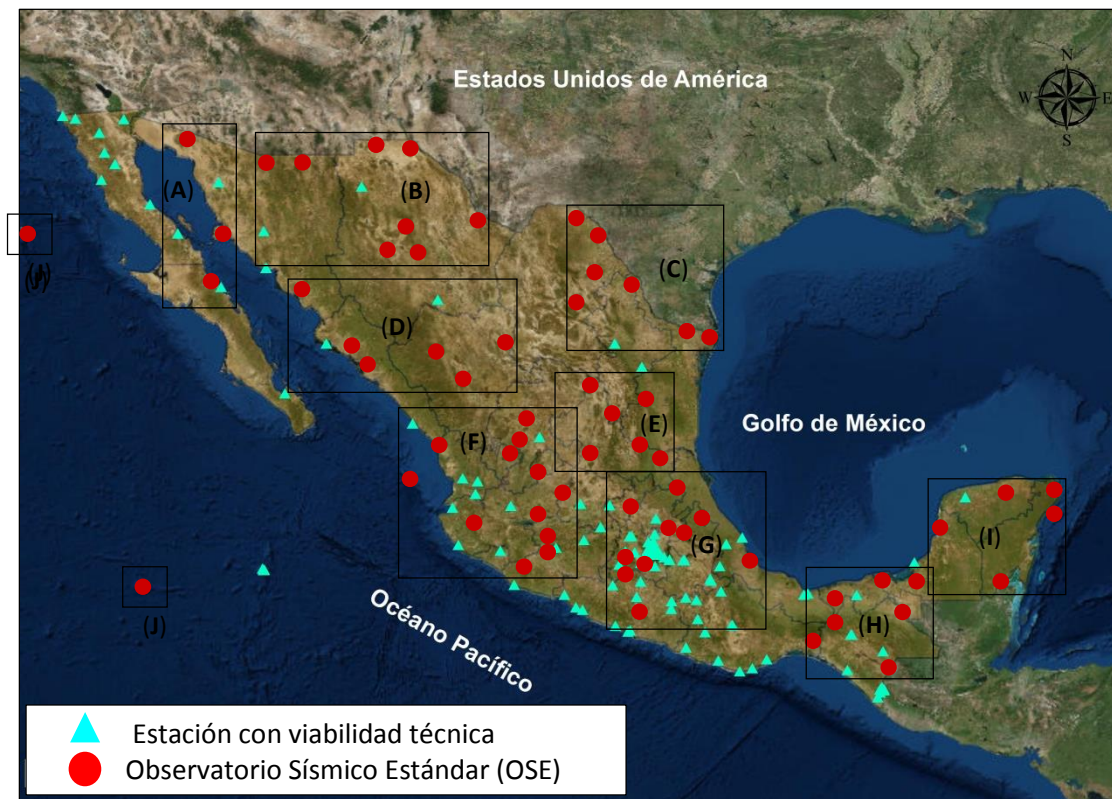 Estados Unidos de América
N
W
E
S
(A)
(B)
(C)
(D)
(E)
(F)
(G)
(H)
(I)
(J)
Golfo de México
Océano Pacífico
Estación con viabilidad técnica
Observatorio Sísmico Estándar (OSE)